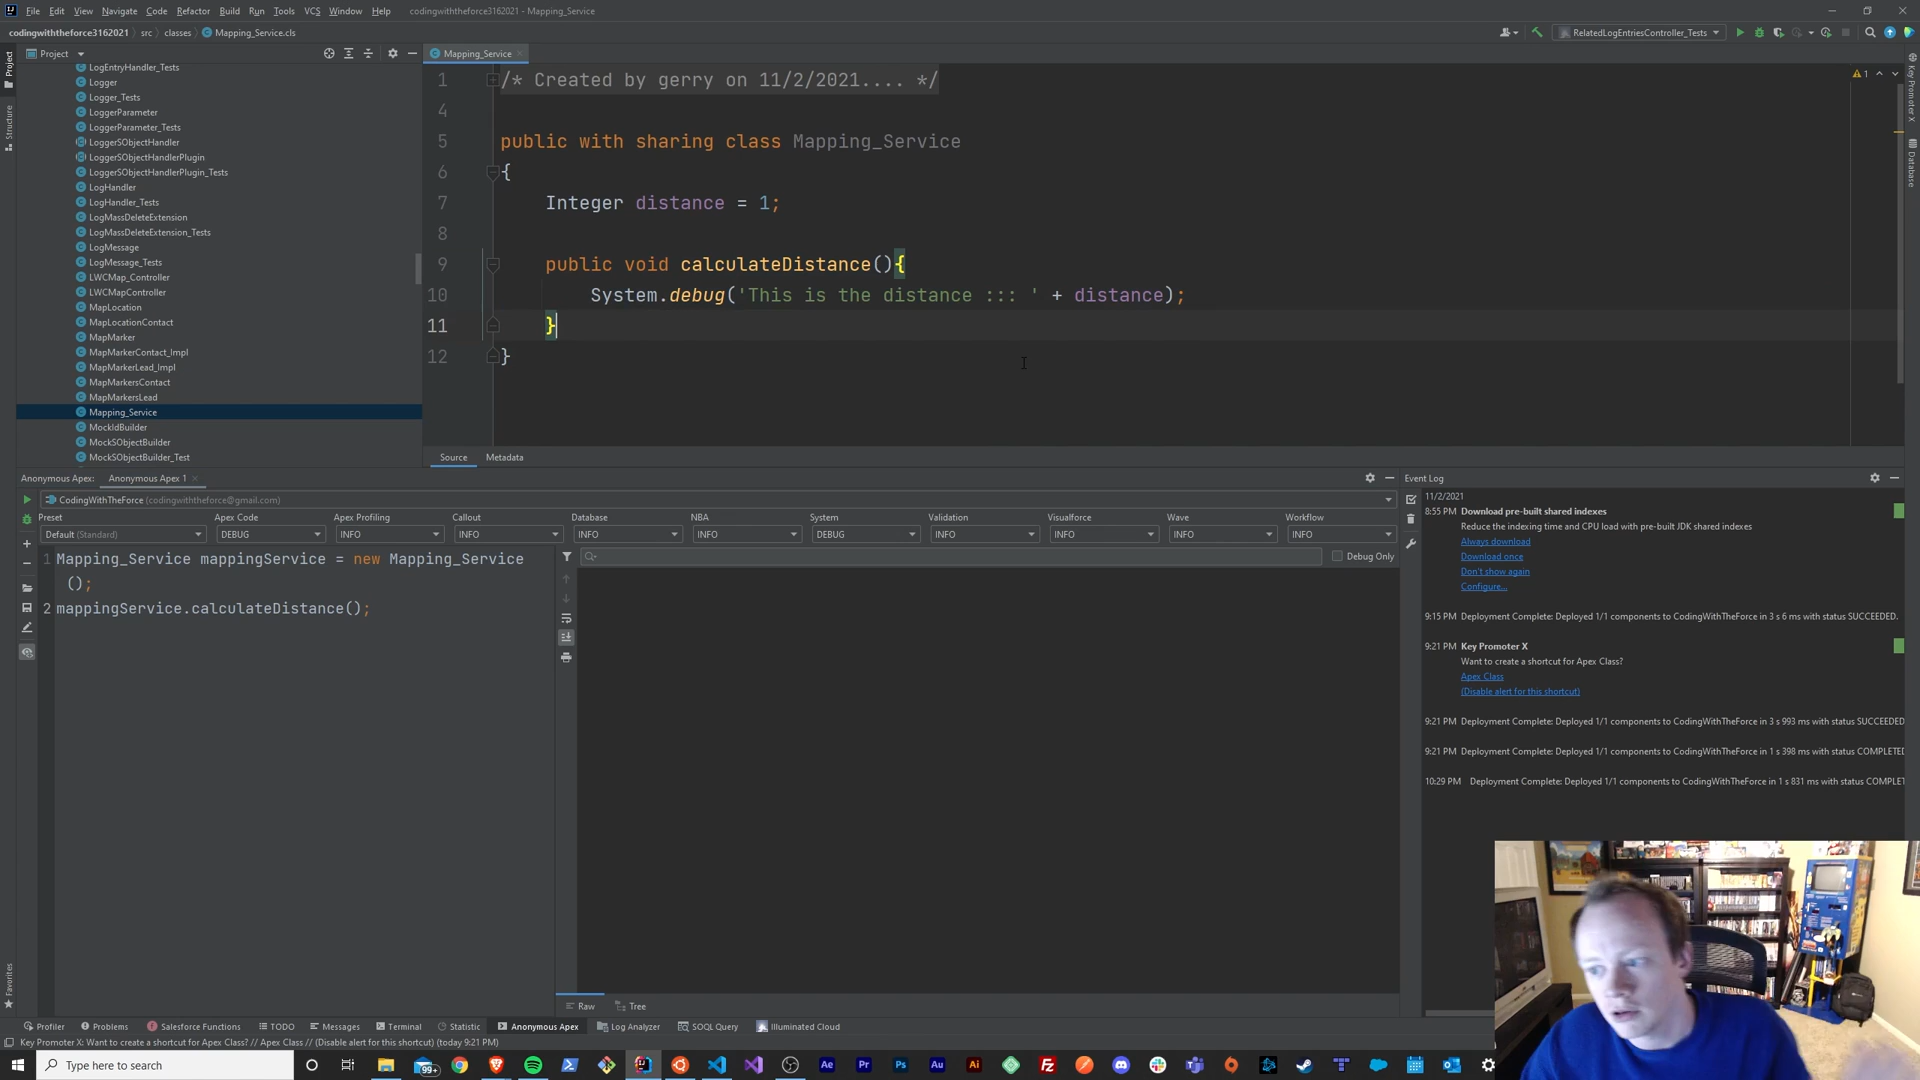 File Edit View Navigate Code Refactor Build Run Tools VCS Window Help codingwiththeforce3162021 - Mapping_Service
codingwiththeforce3162021 src classes Mapping_Service.cls RelatedLogEntriesController_Tests
Project
Mapping_Service
LogEntryHandler_Tests
Logger
Logger_Tests
LoggerParameter
LoggerParameter_Tests
LoggerSObjectHandler
LoggerSObjectHandlerPlugin
LoggerSObjectHandlerPlugin_Tests
LogHandler
LogHandler_Tests
LogMassDeleteExtension
LogMassDeleteExtension_Tests
LogMessage
LogMessage_Tests
LWCMap_Controller
LWCMapController
MapLocation
MapLocationContact
MapMarker
MapMarkerContact_Impl
MapMarkerLead_Impl
MapMarkersContact
MapMarkersLead
Mapping_Service
MockIdBuilder
MockSObjectBuilder
MockSObjectBuilder_Test
1 /* Created by gerry on 11/2/2021.... */
4
5 public with sharing class Mapping_Service
6 {
7 Integer distance = 1;
8
9 public void calculateDistance(){
10 System.debug('This is the distance ::: ' + distance);
11 }
12 }
1
Source Metadata
Project
Structure
Favorites
Key Promoter X
Database
Anonymous Apex: Anonymous Apex 1
CodingWithTheForce (codingwiththeforce@gmail.com)
Preset Apex Code Apex Profiling Callout Database NBA System Validation Visualforce Wave Workflow
Default (Standard) DEBUG INFO INFO INFO INFO DEBUG INFO INFO INFO INFO
1 Mapping_Service mappingService = new Mapping_Service
();
2 mappingService.calculateDistance();
Debug Only
Raw Tree
Event Log
11/2/2021
8:55 PM Download pre-built shared indexes
Reduce the indexing time and CPU load with pre-built JDK shared indexes
Always download
Download once
Don't show again
Configure...
9:15 PM Deployment Complete: Deployed 1/1 components to CodingWithTheForce in 3 s 6 ms with status SUCCEEDED.
9:21 PM Key Promoter X
Want to create a shortcut for Apex Class?
Apex Class
(Disable alert for this shortcut)
9:21 PM Deployment Complete: Deployed 1/1 components to CodingWithTheForce in 3 s 993 ms with status SUCCEEDED
9:21 PM Deployment Complete: Deployed 1/1 components to CodingWithTheForce in 1 s 398 ms with status COMPLETED
10:29 PM Deployment Complete: Deployed 1/1 components to CodingWithTheForce in 1 s 831 ms with status COMPLET
Profiler Problems Salesforce Functions TODO Messages Terminal Statistic Anonymous Apex Log Analyzer SOQL Query Illuminated Cloud
Key Promoter X: Want to create a shortcut for Apex Class? // Apex Class // (Disable alert for this shortcut) (today 9:21 PM)
Type here to search 99+ Ae Pr Ps Au Ai